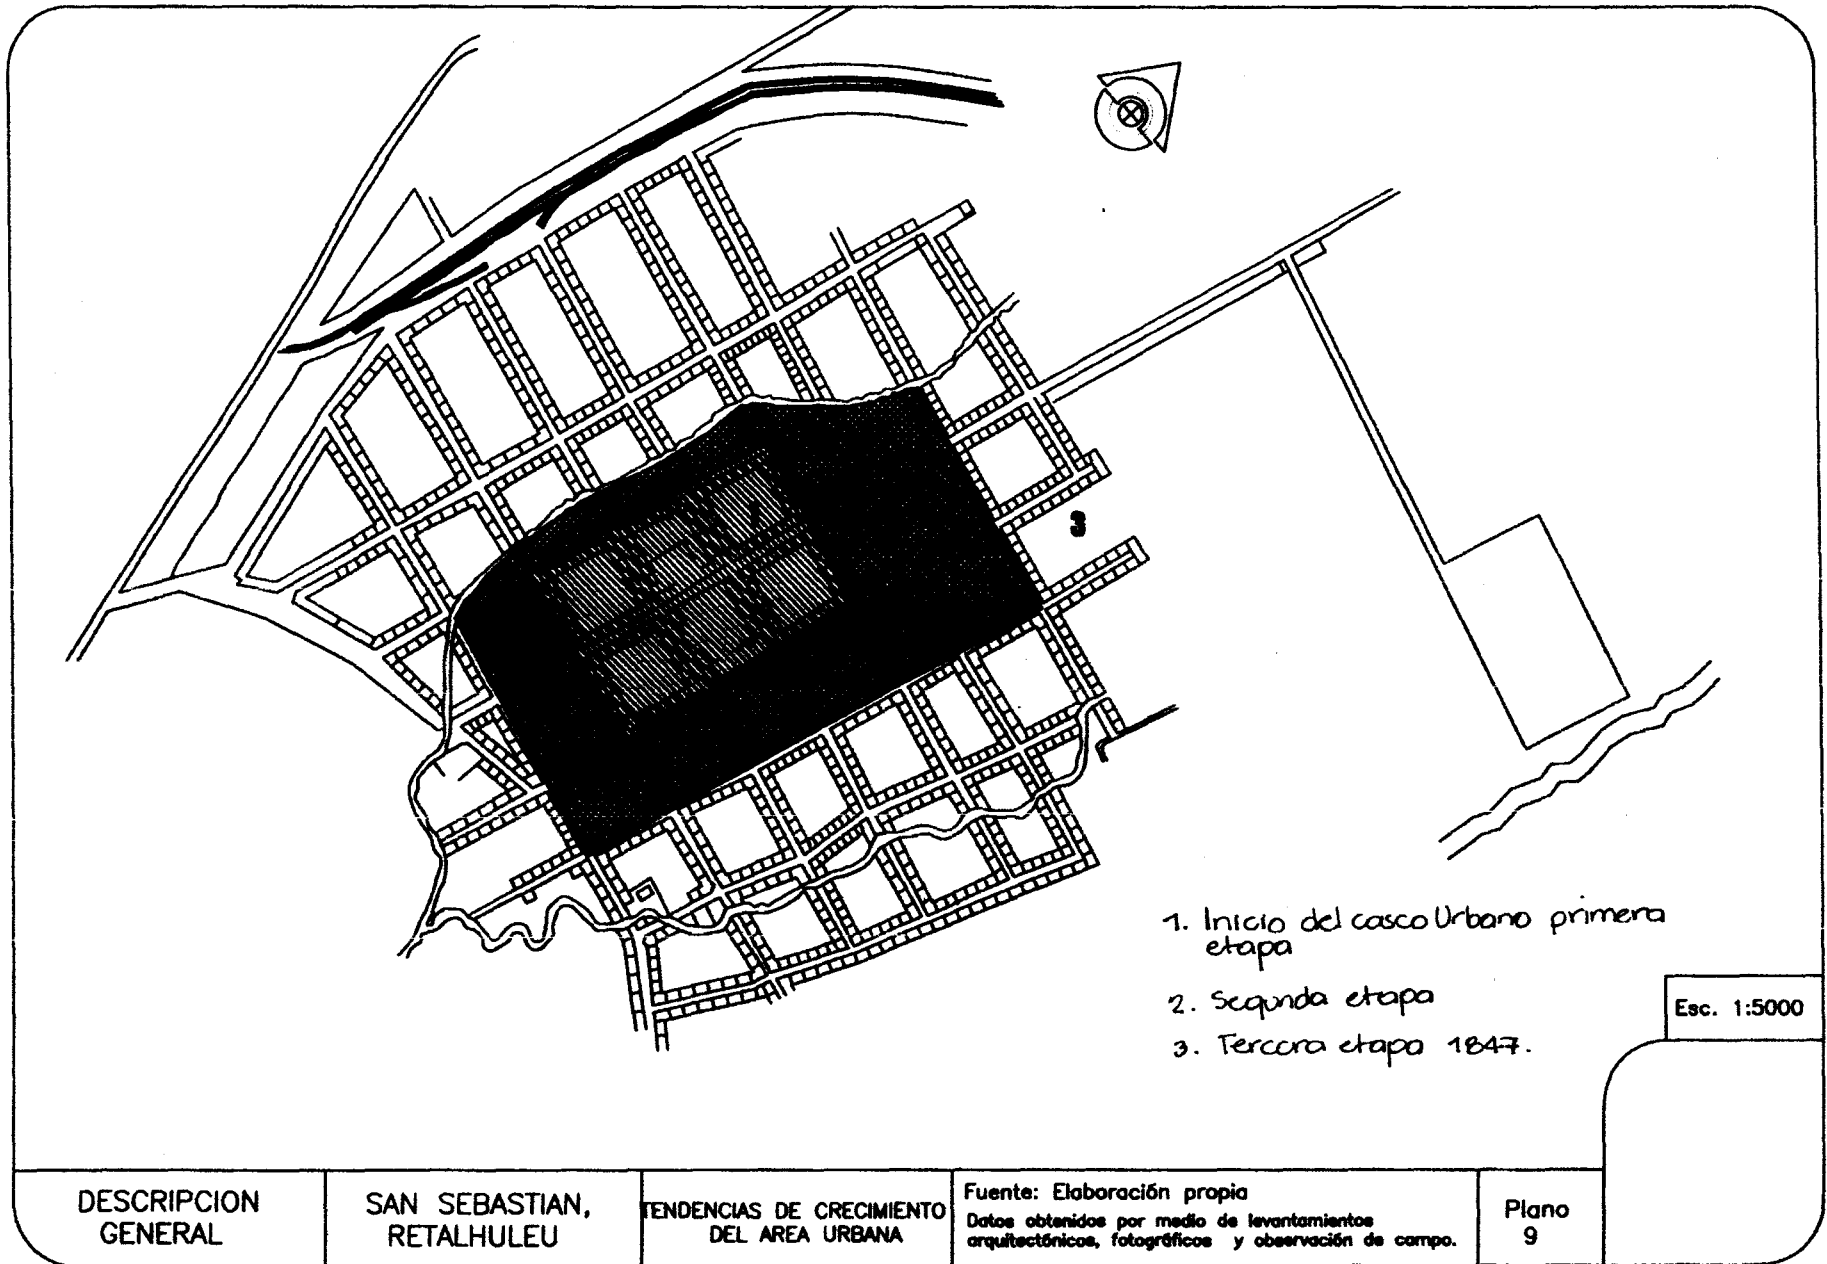 1
3
1. Inicio del casco Urbano primera
etapa
2. Segunda etapa
3. Tercera etapa 1847.
Esc. 1:5000
DESCRIPCION
GENERAL
SAN SEBASTIAN,
RETALHULEU
TENDENCIAS DE CRECIMIENTO
DEL AREA URBANA
Fuente: Elaboración propia
Datos obtenidos por medio de levantamientos
arquitectónicos, fotográficos y observación de campo.
Plano
9